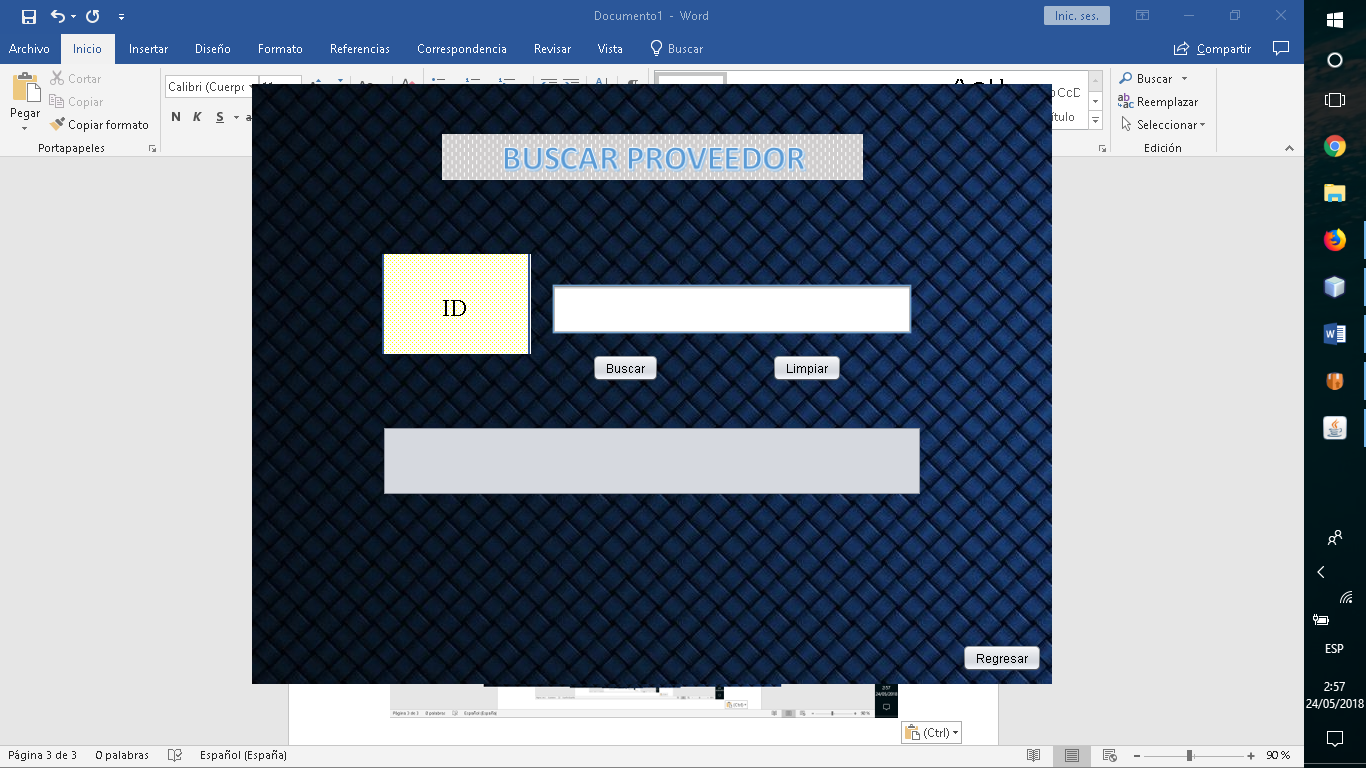 Documento1 - Word
Inic. ses.
Archivo Inicio Insertar Diseño Formato Referencias Correspondencia Revisar Vista Buscar Compartir
Pegar
Cortar
Copiar
Copiar formato
Portapapeles
Calibri (Cuerpo
N K S
Buscar
Reemplazar
Seleccionar
Edición
BUSCAR PROVEEDOR
ID
Buscar Limpiar
Regresar
(Ctrl)
Página 3 de 3 0 palabras Español (España) 90 %
ESP
2:57
24/05/2018